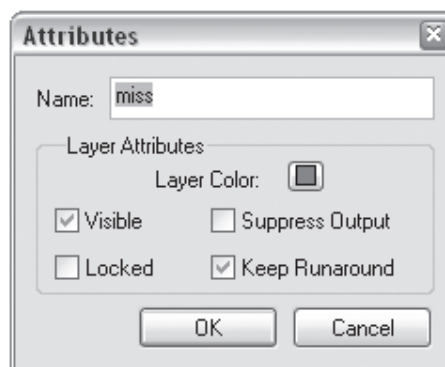 Attributes
Name: miss
Layer Attributes
Layer Color:
Visible
Suppress Output
Locked
Keep Runaround
OK
Cancel